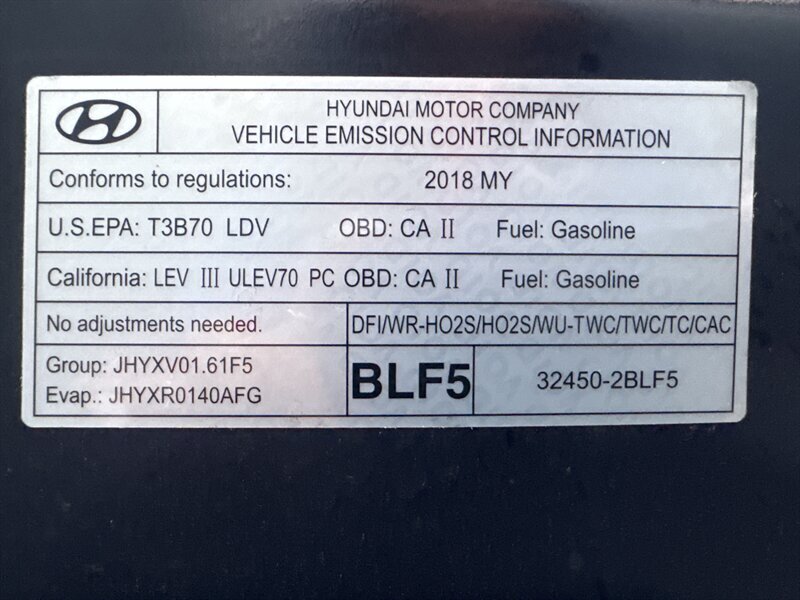 HYUNDAI MOTOR COMPANY
VEHICLE EMISSION CONTROL INFORMATION
Conforms to regulations: 2018 MY
U.S.EPA: T3B70 LDV OBD: CA II Fuel: Gasoline
California: LEV III ULEV70 PC OBD: CA II Fuel: Gasoline
No adjustments needed. DFI/WR-HO2S/HO2S/WU-TWC/TWC/TC/CAC
Group: JHYXV01.61F5
Evap.: JHYXR0140AFG
BLF5
32450-2BLF5